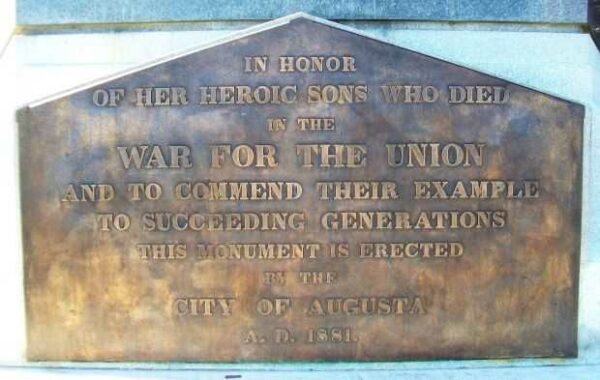 IN HONOR
OF HER HEROIC SONS WHO DIED
IN THE
WAR FOR THE UNION
AND TO COMMEND THEIR EXAMPLE
TO SUCCEEDING GENERATIONS
THIS MONUMENT IS ERECTED
BY THE
CITY OF AUGUSTA
A. D. 1881.